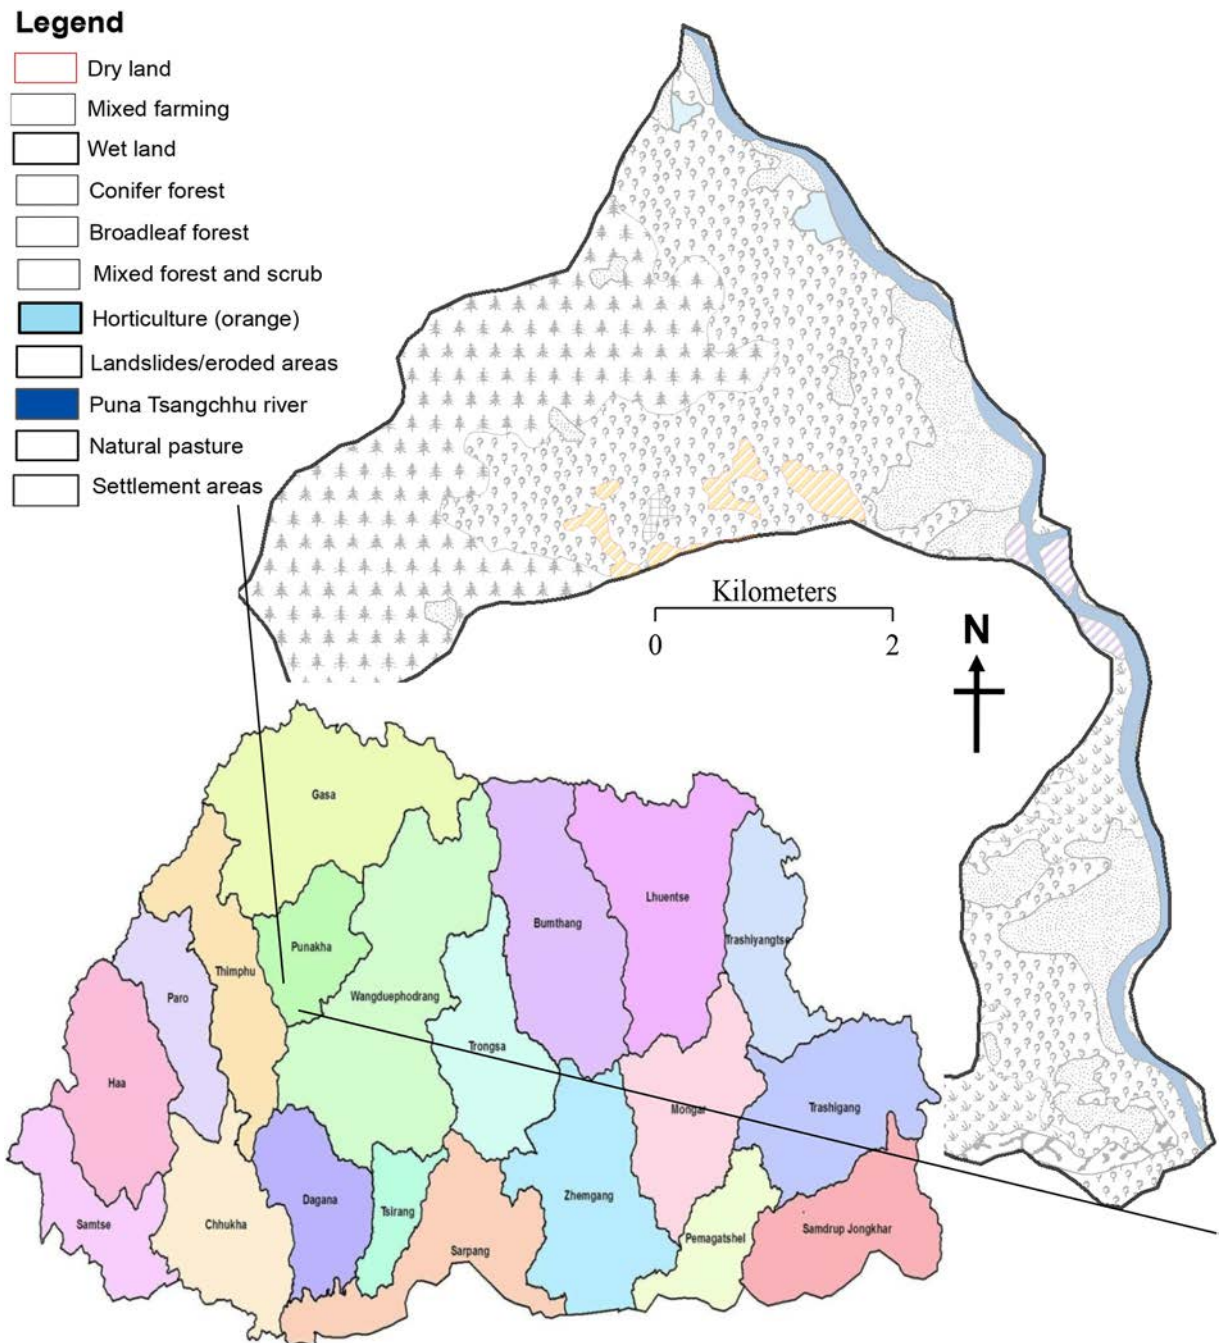 Legend
Dry land
Mixed farming
Wet land
Conifer forest
Broadleaf forest
Mixed forest and scrub
Horticulture (orange)
Landslides/eroded areas
Puna Tsangchhu river
Natural pasture
Settlement areas
Kilometers
0 2
N
Gasa
Punakha
Lhuentse
Bumthang
Trashiyangtse
Thimphu
Paro
Wangduephodrang
Trongsa
Haa
Mongar
Trashigang
Dagana
Tsirang
Zhemgang
Samtse
Chhukha
Sarpang
Pemagatshel
Samdrup Jongkhar